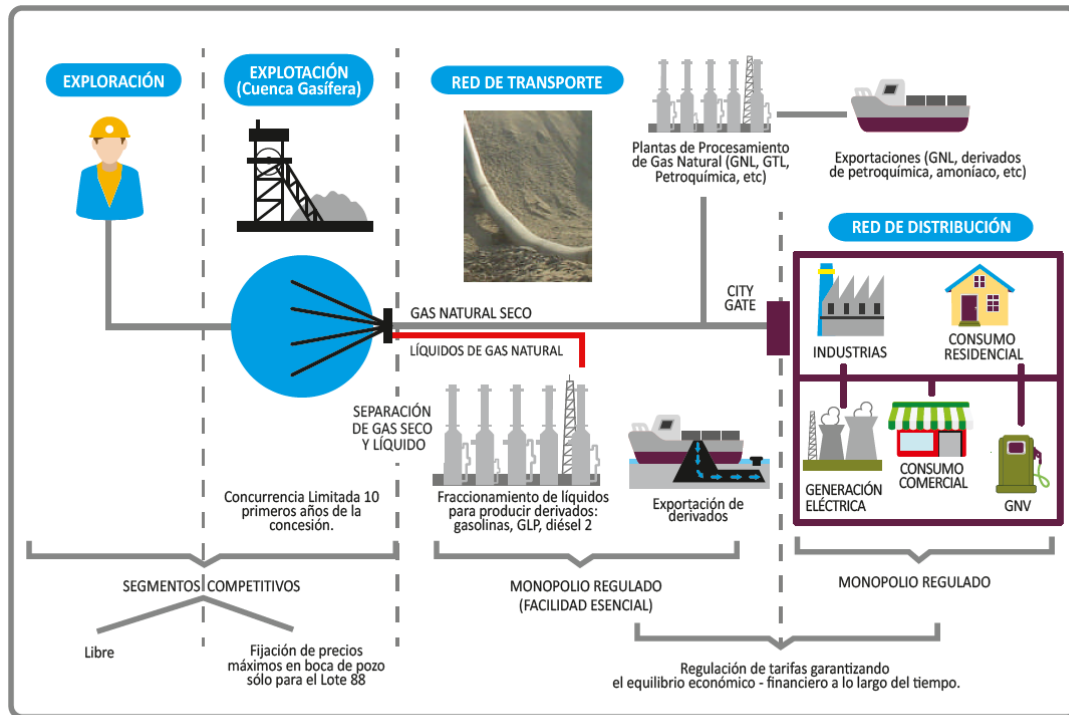 EXPLORACIÓN
EXPLOTACIÓN
(Cuenca Gasífera)
RED DE TRANSPORTE
Plantas de Procesamiento
de Gas Natural (GNL, GTL,
Petroquímica, etc)
Exportaciones (GNL, derivados
de petroquímica, amoníaco, etc)
RED DE DISTRIBUCIÓN
CITY
GATE
GAS NATURAL SECO
LÍQUIDOS DE GAS NATURAL
INDUSTRIAS
CONSUMO
RESIDENCIAL
SEPARACIÓN
DE GAS SECO
Y LÍQUIDO
GENERACIÓN
ELÉCTRICA
CONSUMO
COMERCIAL
GNV
Concurrencia Limitada 10
primeros años de la
concesión.
Fraccionamiento de líquidos
para producir derivados:
gasolinas, GLP, diésel 2
Exportación de
derivados
SEGMENTOS COMPETITIVOS
MONOPOLIO REGULADO
(FACILIDAD ESENCIAL)
MONOPOLIO REGULADO
Libre
Fijación de precios
máximos en boca de pozo
sólo para el Lote 88
Regulación de tarifas garantizando
el equilibrio económico - financiero a lo largo del tiempo.